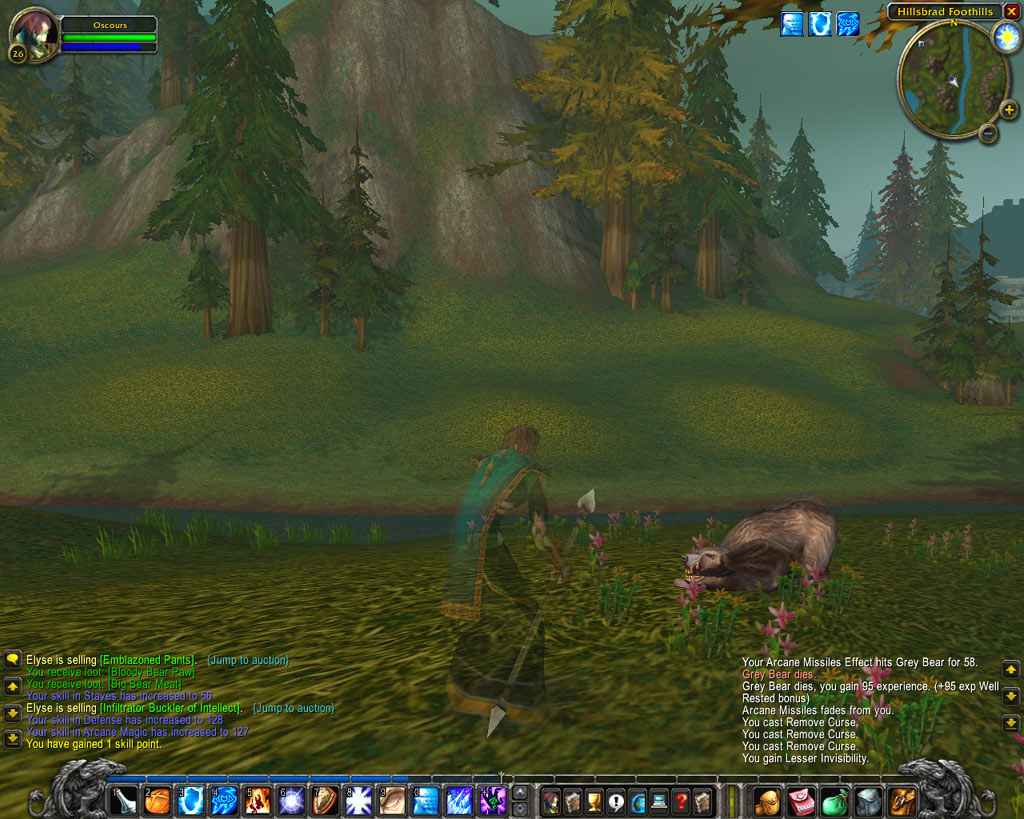 Oscours
26
Hillsbrad Foothills
N
Elyse is selling [Emblazoned Pants]. {Jump to auction}
You receive loot: [Bloody Bear Paw]
You receive loot: [Big Bear Meat]
Your skill in Staves has increased to 36
Elyse is selling [Infiltrator Buckler of Intellect]. {Jump to auction}
Your skill in Defense has increased to 128
Your skill in Arcane Magic has increased to 127
You have gained 1 skill point.
Your Arcane Missiles Effect hits Grey Bear for 58.
Grey Bear dies.
Grey Bear dies, you gain 95 experience. (+95 exp Well
Rested bonus)
Arcane Missiles fades from you.
You cast Remove Curse.
You cast Remove Curse.
You cast Remove Curse.
You gain Lesser Invisibility.